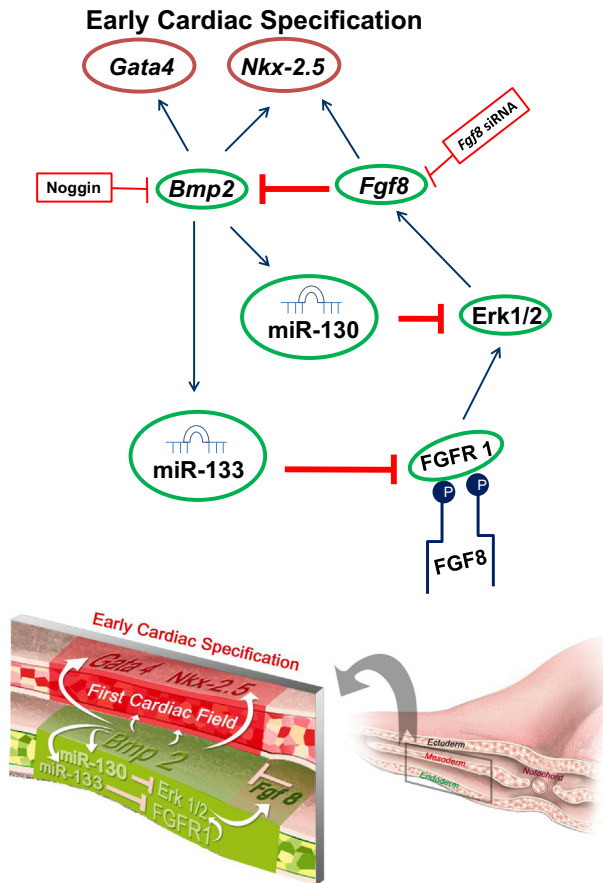 Early Cardiac Specification
Gata4
Nkx-2.5
Fgf8 siRNA
Noggin
Bmp2
Fgf8
miR-130
Erk1/2
miR-133
FGFR 1
P
P
FGF8
Early Cardiac Specification
Gata 4 Nkx-2.5
First Cardiac Field
Bmp 2
miR-130
miR-133
Erk 1/2
FGFR1
Fgf 8
Ectoderm
Mesoderm
Endoderm
Notochord